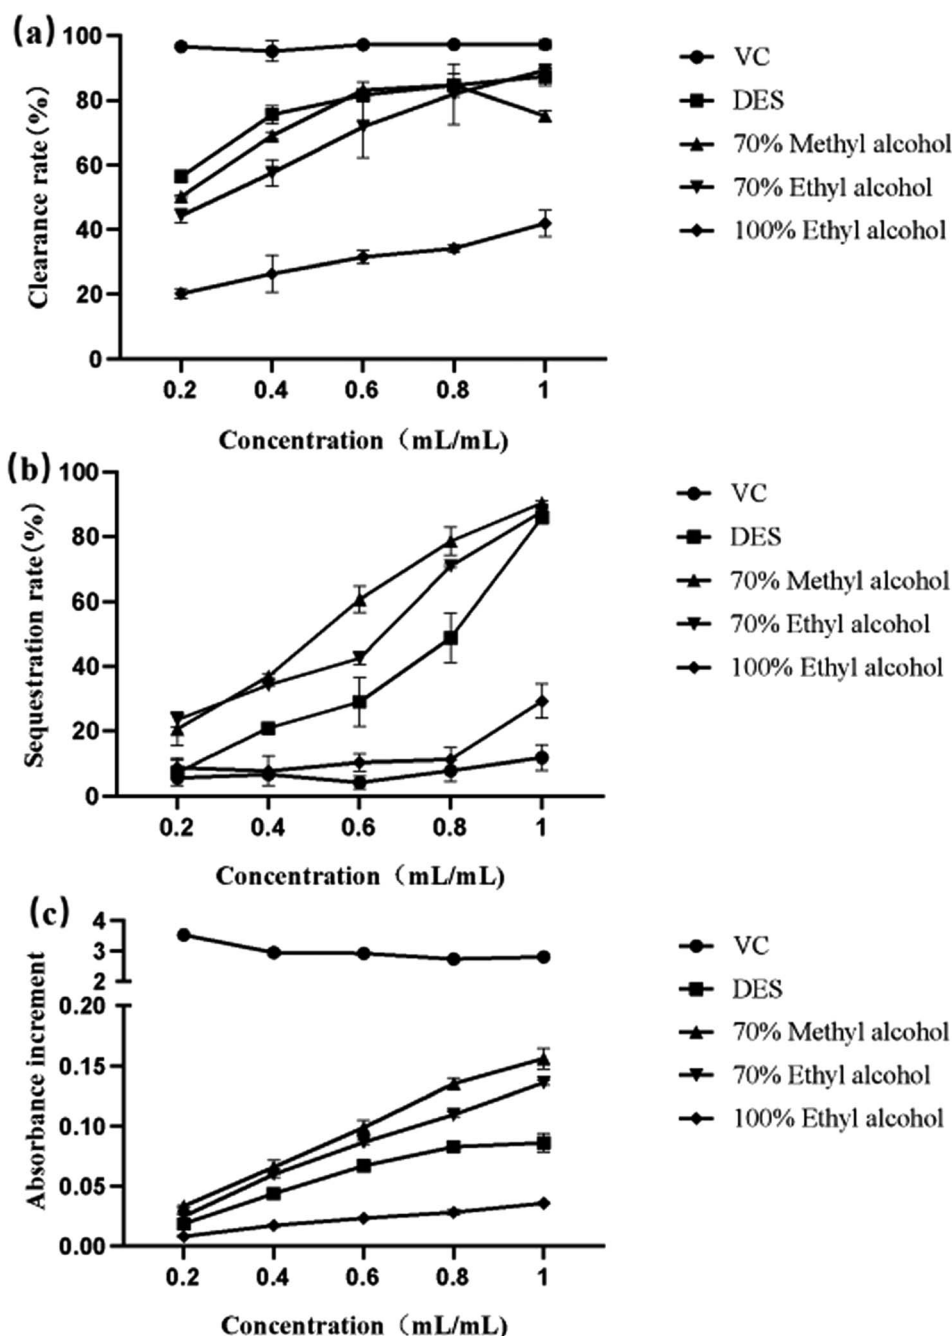 (a)
Clearance rate(%)
100
80
60
40
20
0
0.2 0.4 0.6 0.8 1
Concentration（mL/mL）
VC
DES
70% Methyl alcohol
70% Ethyl alcohol
100% Ethyl alcohol
(b)
Sequestration rate(%)
100
80
60
40
20
0
0.2 0.4 0.6 0.8 1
Concentration（mL/mL）
VC
DES
70% Methyl alcohol
70% Ethyl alcohol
100% Ethyl alcohol
(c)
Absorbance increment
4
3
2
0.20
0.15
0.10
0.05
0.00
0.2 0.4 0.6 0.8 1
Concentration（mL/mL）
VC
DES
70% Methyl alcohol
70% Ethyl alcohol
100% Ethyl alcohol